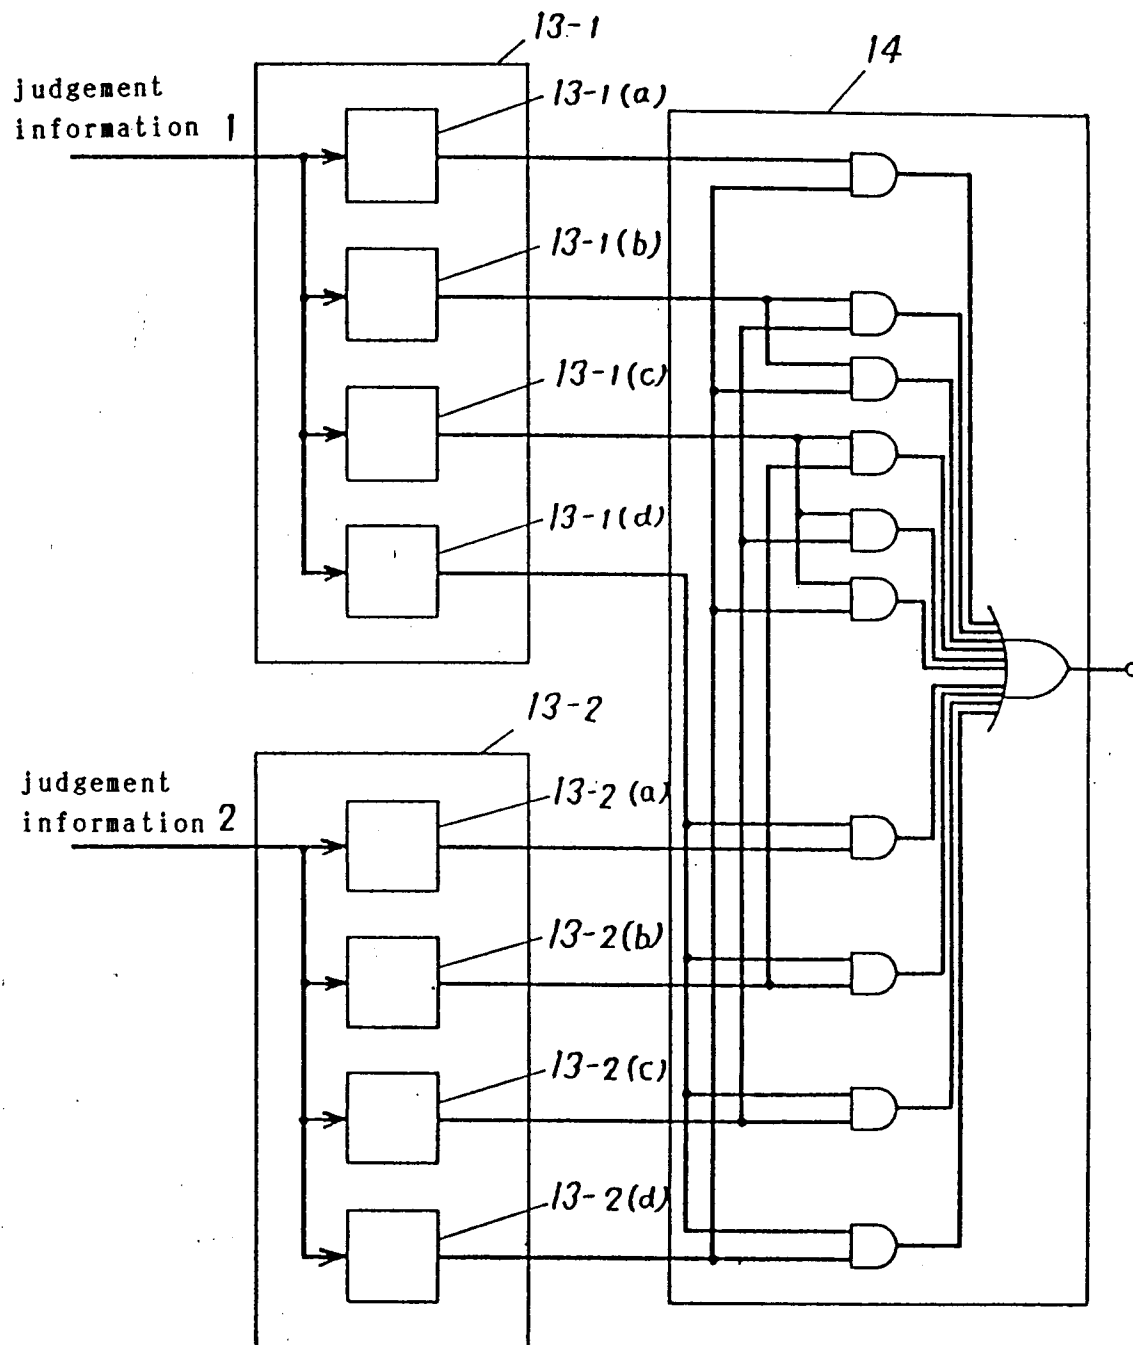 13-1
14
judgement
information 1
13-1(a)
13-1(b)
13-1(c)
13-1(d)
13-2
judgement
information 2
13-2(a)
13-2(b)
13-2(c)
13-2(d)